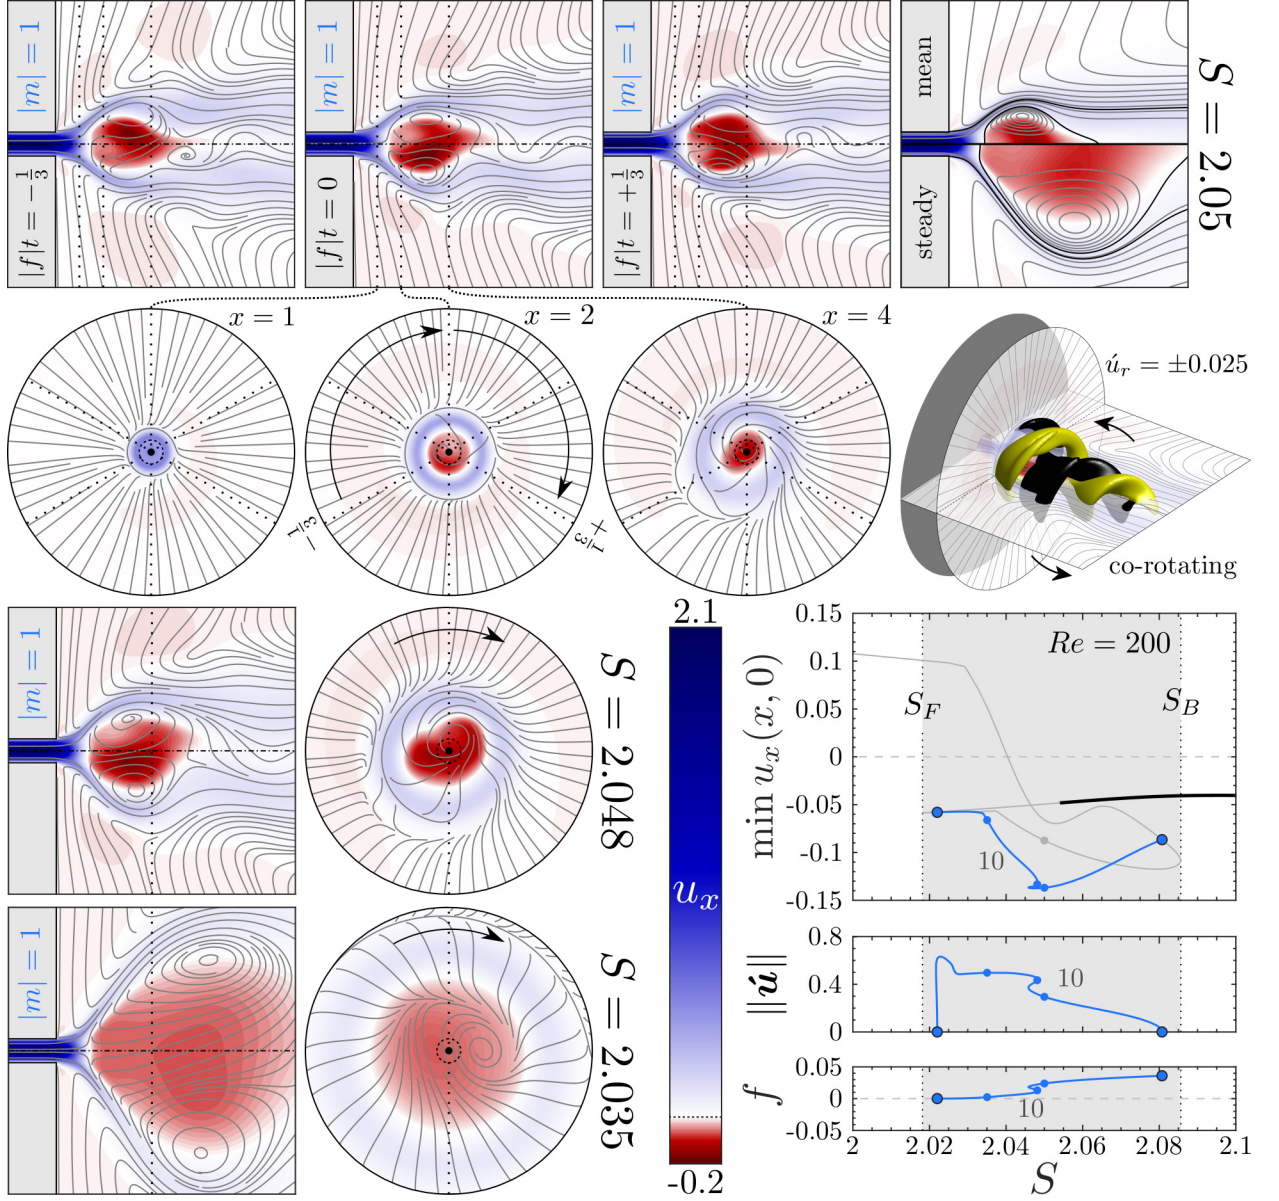 |m| = 1
|f|t = −1/3
|m| = 1
|f|t = 0
|m| = 1
|f|t = +1/3
mean
steady
S = 2.05
x = 1
x = 2
x = 4
−1/3
+1/3
ú_r = ±0.025
co-rotating
|m| = 1
S = 2.048
|m| = 1
S = 2.035
2.1
u_x
-0.2
Re = 200
S_F
S_B
10
min u_x(x, 0)
0.15
0.1
0.05
0
-0.05
-0.1
-0.15
||ú||
0.8
0.4
0
10
f
0.05
0
-0.05
10
2
2.02
2.04
2.06
2.08
2.1
S